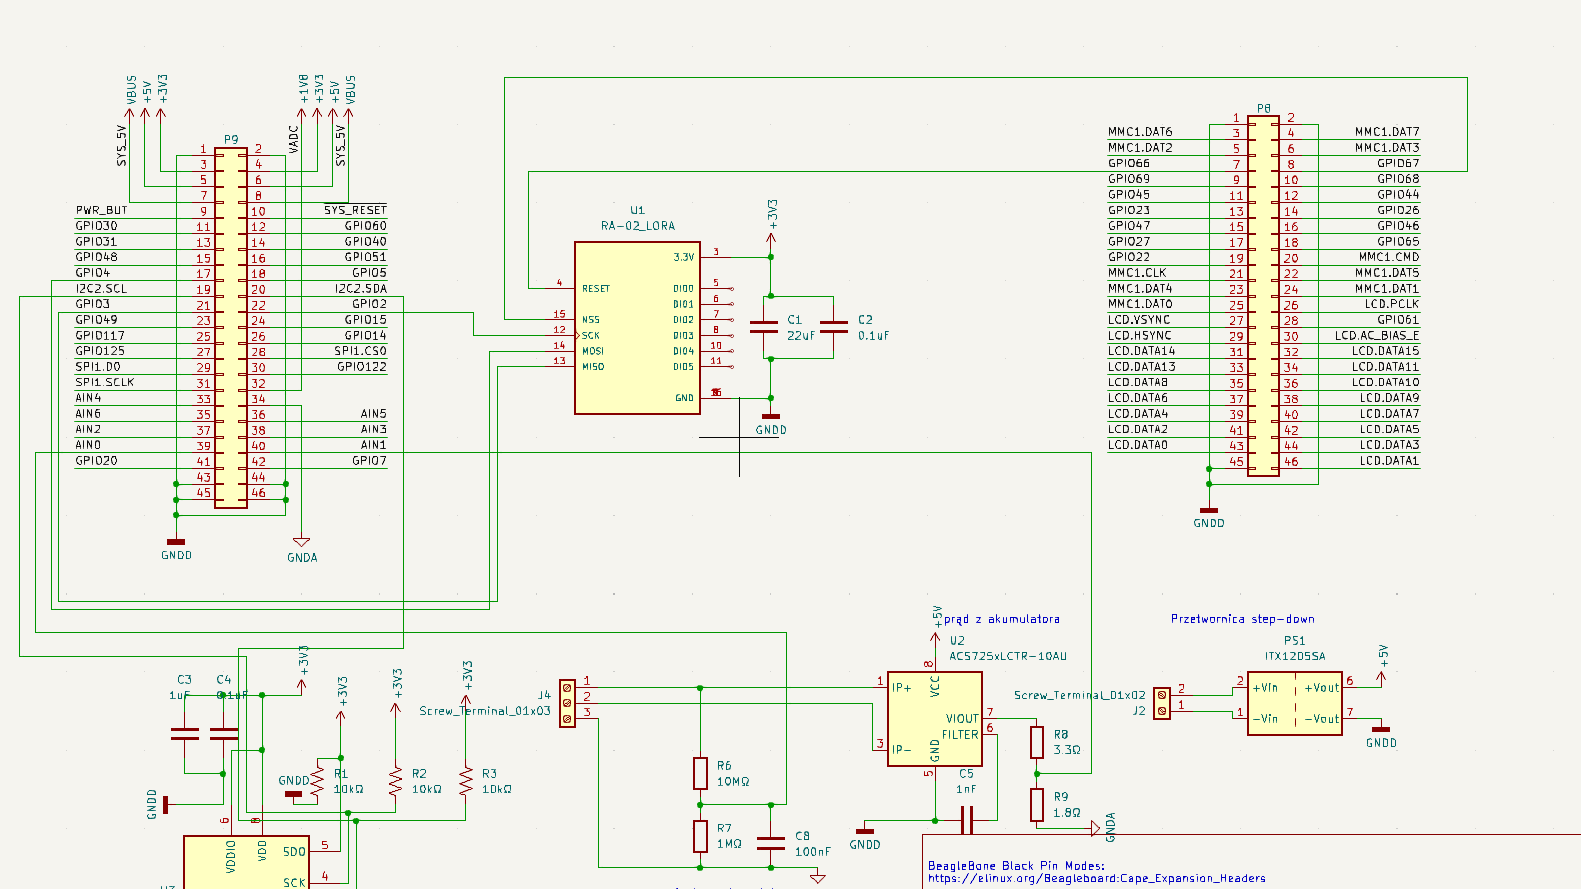 VBUS
+5V
+3V3
+1V8
+3V3
+5V
VBUS
SYS_5V
VADC
SYS_5V
P9
1 2
3 4
5 6
7 8
PWR_BUT 9 10 SYS_RESET
GPIO30 11 12 GPIO60
GPIO31 13 14 GPIO40
GPIO48 15 16 GPIO51
GPIO4 17 18 GPIO5
I2C2.SCL 19 20 I2C2.SDA
GPIO3 21 22 GPIO2
GPIO49 23 24 GPIO15
GPIO117 25 26 GPIO14
GPIO125 27 28 SPI1.CS0
SPI1.D0 29 30 GPIO122
SPI1.SCLK 31 32
AIN4 33 34
AIN6 35 36 AIN5
AIN2 37 38 AIN3
AIN0 39 40 AIN1
GPIO20 41 42 GPIO7
43 44
45 46
GNDD
GNDA
U1
RA-02_LORA
+3V3
3.3V 3
4 RESET DIO0 5
DIO1 6
15 NSS DIO2 7
12 SCK DIO3 8
14 MOSI DIO4 10
13 MISO DIO5 11
GND
C1
22uF
C2
0.1uF
GNDD
P8
1 2
MMC1.DAT6 3 4 MMC1.DAT7
MMC1.DAT2 5 6 MMC1.DAT3
GPIO66 7 8 GPIO67
GPIO69 9 10 GPIO68
GPIO45 11 12 GPIO44
GPIO23 13 14 GPIO26
GPIO47 15 16 GPIO46
GPIO27 17 18 GPIO65
GPIO22 19 20 MMC1.CMD
MMC1.CLK 21 22 MMC1.DAT5
MMC1.DAT4 23 24 MMC1.DAT1
MMC1.DAT0 25 26 LCD.PCLK
LCD.VSYNC 27 28 GPIO61
LCD.HSYNC 29 30 LCD.AC_BIAS_E
LCD.DATA14 31 32 LCD.DATA15
LCD.DATA13 33 34 LCD.DATA11
LCD.DATA8 35 36 LCD.DATA10
LCD.DATA6 37 38 LCD.DATA9
LCD.DATA4 39 40 LCD.DATA7
LCD.DATA2 41 42 LCD.DATA5
LCD.DATA0 43 44 LCD.DATA3
45 46 LCD.DATA1
GNDD
C3
1uF
C4
0.1uF
+3V3
+3V3
+3V3
+3V3
GNDD
GNDD
R1
10kΩ
R2
10kΩ
R3
10kΩ
6
8
VDDIO
VDD
SDO 5
SCK 4
J4
Screw_Terminal_01x03
1
2
3
R6
10MΩ
R7
1MΩ
C8
100nF
+5V
prąd z akumulatora
U2
ACS725xLCTR-10AU
8
VCC
1 IP+
VIOUT 7
FILTER 6
3 IP-
GND
5
C5
1nF
GNDD
R8
3.3Ω
R9
1.8Ω
GNDA
Przetwornica step-down
PS1
ITX1205SA
+5V
Screw_Terminal_01x02
J2
2
1
2 +Vin +Vout 6
1 -Vin -Vout 7
GNDD
BeagleBone Black Pin Modes:
https://elinux.org/Beagleboard:Cape_Expansion_Headers